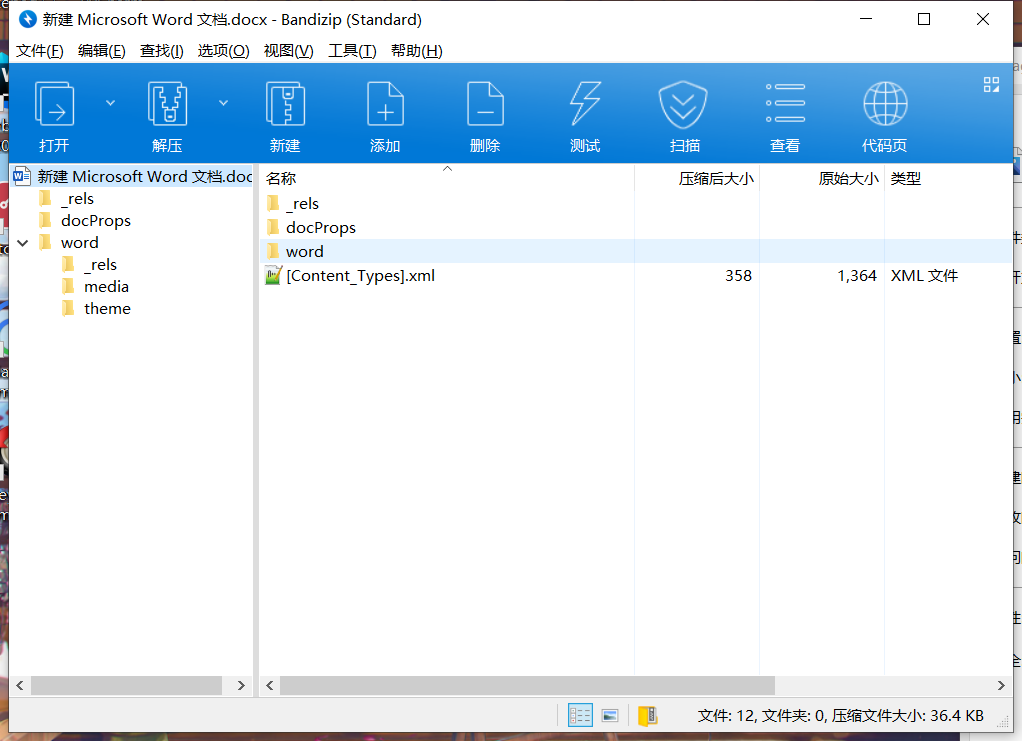 新建 Microsoft Word 文档.docx - Bandizip (Standard)
文件(F) 编辑(E) 查找(I) 选项(O) 视图(V) 工具(T) 帮助(H)
打开 解压 新建 添加 删除 测试 扫描 查看 代码页
新建 Microsoft Word 文档.doc
_rels
docProps
word
_rels
media
theme
名称 压缩后大小 原始大小 类型
_rels
docProps
word
[Content_Types].xml 358 1,364 XML 文件
文件: 12, 文件夹: 0, 压缩文件大小: 36.4 KB